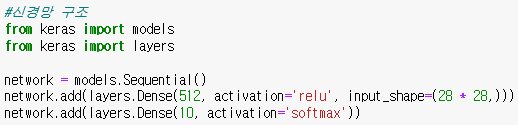 #신경망 구조
from keras import models
from keras import layers
network = models.Sequential()
network.add(layers.Dense(512, activation='relu', input_shape=(28 * 28,)))
network.add(layers.Dense(10, activation='softmax'))